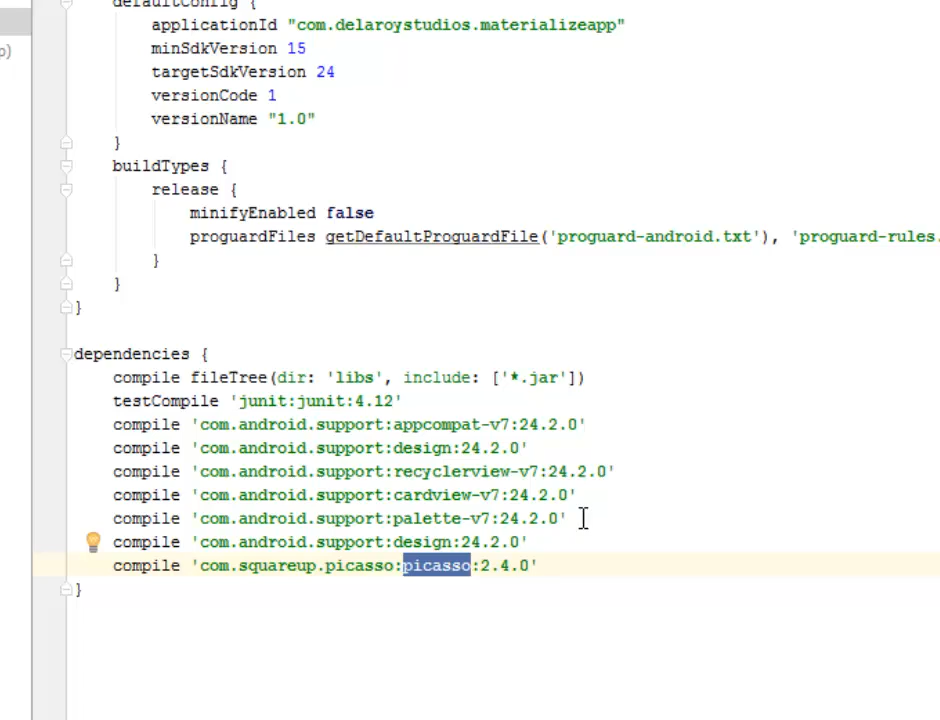 p)
defaultConfig {
applicationId "com.delaroystudios.materializeapp"
minSdkVersion 15
targetSdkVersion 24
versionCode 1
versionName "1.0"
}
buildTypes {
release {
minifyEnabled false
proguardFiles getDefaultProguardFile('proguard-android.txt'), 'proguard-rules.
}
}
}
dependencies {
compile fileTree(dir: 'libs', include: ['*.jar'])
testCompile 'junit:junit:4.12'
compile 'com.android.support:appcompat-v7:24.2.0'
compile 'com.android.support:design:24.2.0'
compile 'com.android.support:recyclerview-v7:24.2.0'
compile 'com.android.support:cardview-v7:24.2.0'
compile 'com.android.support:palette-v7:24.2.0'
compile 'com.android.support:design:24.2.0'
compile 'com.squareup.picasso:picasso:2.4.0'
}